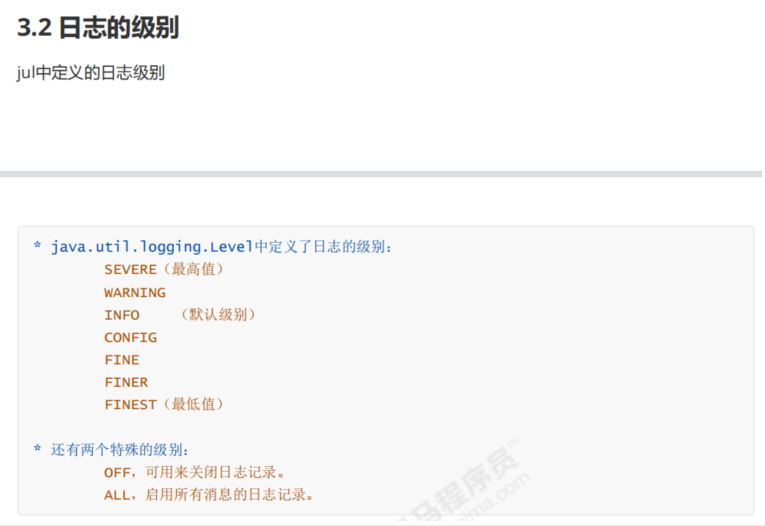 3.2 日志的级别
jul中定义的日志级别
* java.util.logging.Level中定义了日志的级别:
SEVERE（最高值）
WARNING
INFO （默认级别）
CONFIG
FINE
FINER
FINEST（最低值）
* 还有两个特殊的级别:
OFF，可用来关闭日志记录。
ALL，启用所有消息的日志记录。
马程序员™
ima.com